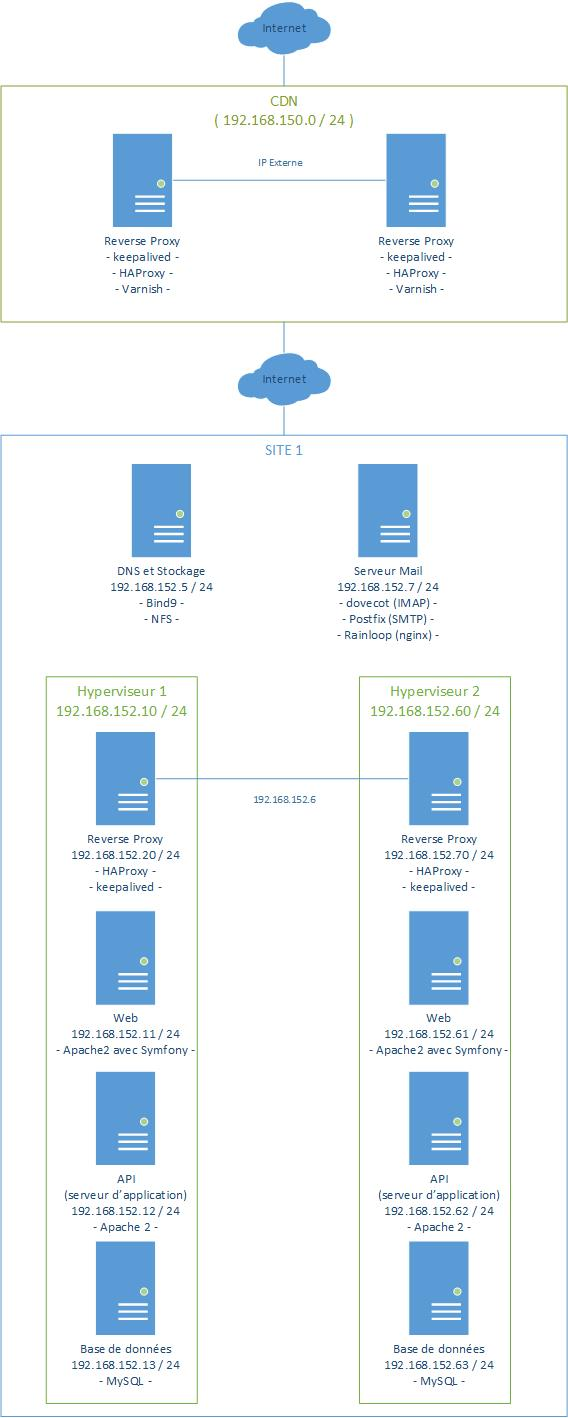 Internet
CDN
( 192.168.150.0 / 24 )
IP Externe
Reverse Proxy
- keepalived -
- HAProxy -
- Varnish -
Reverse Proxy
- keepalived -
- HAProxy -
- Varnish -
Internet
SITE 1
DNS et Stockage
192.168.152.5 / 24
- Bind9 -
- NFS -
Serveur Mail
192.168.152.7 / 24
- dovecot (IMAP) -
- Postfix (SMTP) -
- Rainloop (nginx) -
Hyperviseur 1
192.168.152.10 / 24
Hyperviseur 2
192.168.152.60 / 24
192.168.152.6
Reverse Proxy
192.168.152.20 / 24
- HAProxy -
- keepalived -
Reverse Proxy
192.168.152.70 / 24
- HAProxy -
- keepalived -
Web
192.168.152.11 / 24
- Apache2 avec Symfony -
Web
192.168.152.61 / 24
- Apache2 avec Symfony -
API
(serveur d’application)
192.168.152.12 / 24
- Apache 2 -
API
(serveur d’application)
192.168.152.62 / 24
- Apache 2 -
Base de données
192.168.152.13 / 24
- MySQL -
Base de données
192.168.152.63 / 24
- MySQL -